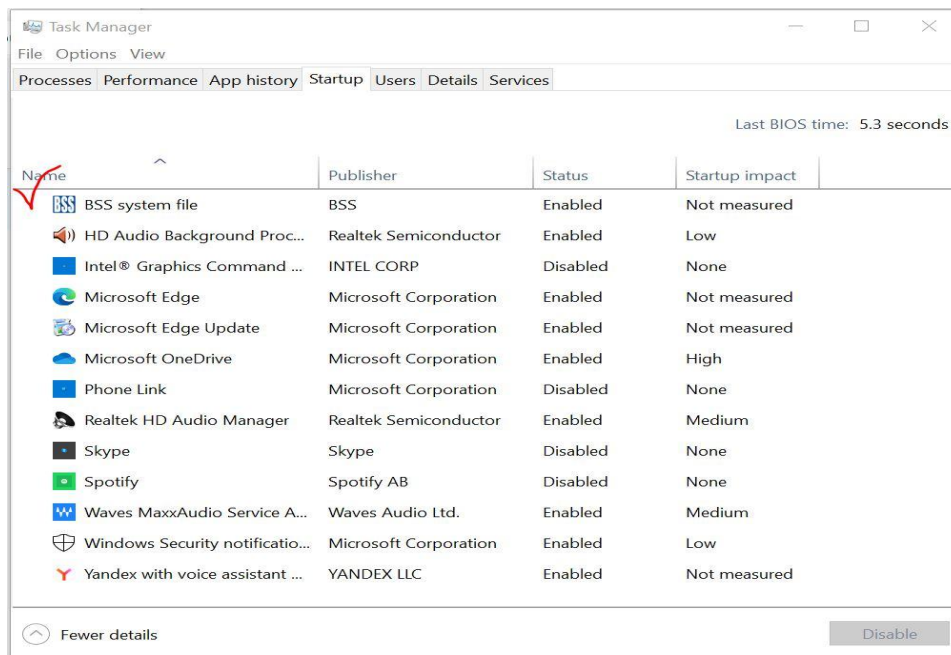 Task Manager
File Options View
Processes Performance App history Startup Users Details Services
Last BIOS time: 5.3 seconds
Name Publisher Status Startup impact
BSS BSS system file BSS Enabled Not measured
HD Audio Background Proc... Realtek Semiconductor Enabled Low
Intel® Graphics Command ... INTEL CORP Disabled None
Microsoft Edge Microsoft Corporation Enabled Not measured
Microsoft Edge Update Microsoft Corporation Enabled Not measured
Microsoft OneDrive Microsoft Corporation Enabled High
Phone Link Microsoft Corporation Disabled None
Realtek HD Audio Manager Realtek Semiconductor Enabled Medium
Skype Skype Disabled None
Spotify Spotify AB Disabled None
Waves MaxxAudio Service A... Waves Audio Ltd. Enabled Medium
Windows Security notificatio... Microsoft Corporation Enabled Low
Yandex with voice assistant ... YANDEX LLC Enabled Not measured
Fewer details Disable